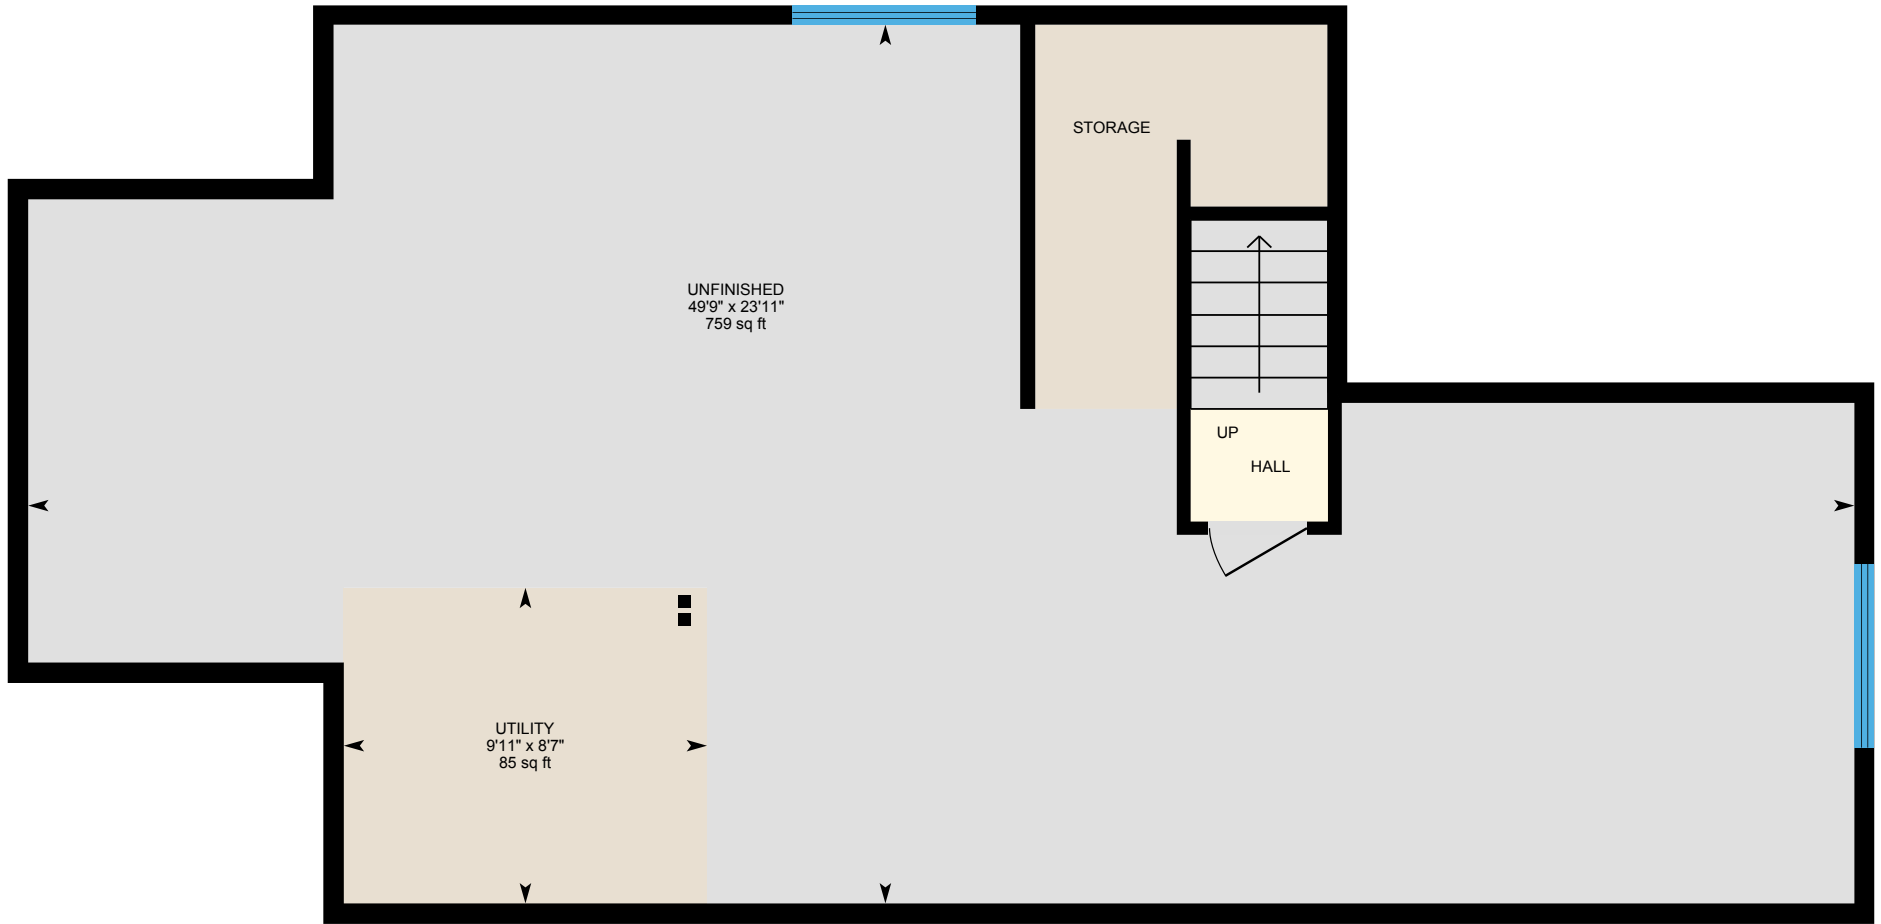 STORAGE
UNFINISHED
49'9" x 23'11"
759 sq ft
UP
HALL
UTILITY
9'11" x 8'7"
85 sq ft